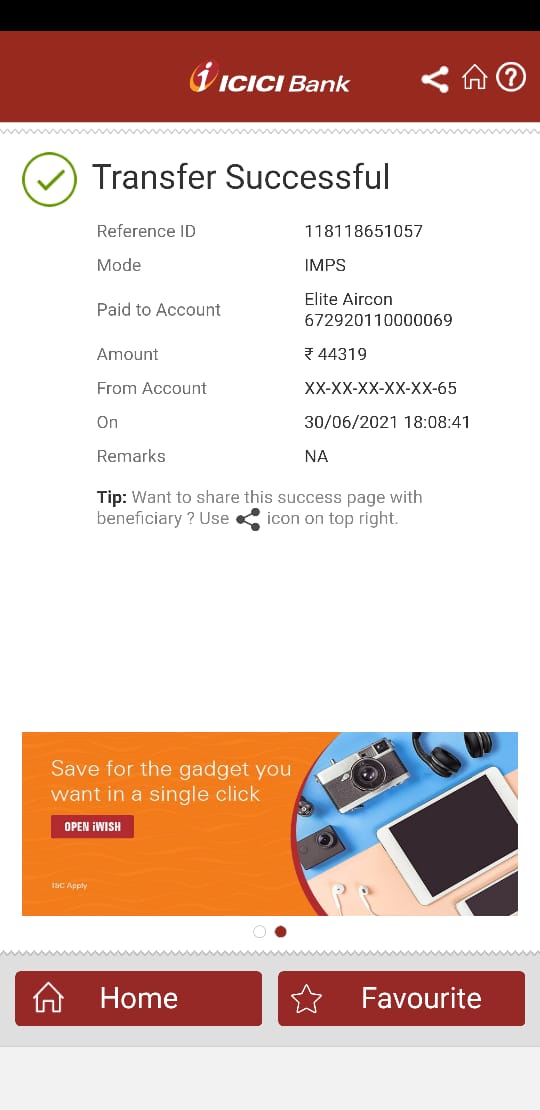 ICICI Bank
Transfer Successful
Reference ID 118118651057
Mode IMPS
Paid to Account Elite Aircon
672920110000069
Amount ₹ 44319
From Account XX-XX-XX-XX-XX-65
On 30/06/2021 18:08:41
Remarks NA
Tip: Want to share this success page with
beneficiary ? Use icon on top right.
Save for the gadget you
want in a single click
OPEN iWISH
T&C Apply
Home
Favourite